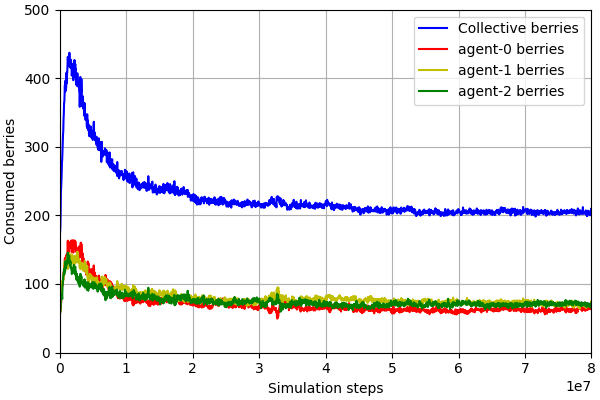 500
400
300
200
100
0
Consumed berries
Collective berries
agent-0 berries
agent-1 berries
agent-2 berries
0 1 2 3 4 5 6 7 8
1e7
Simulation steps